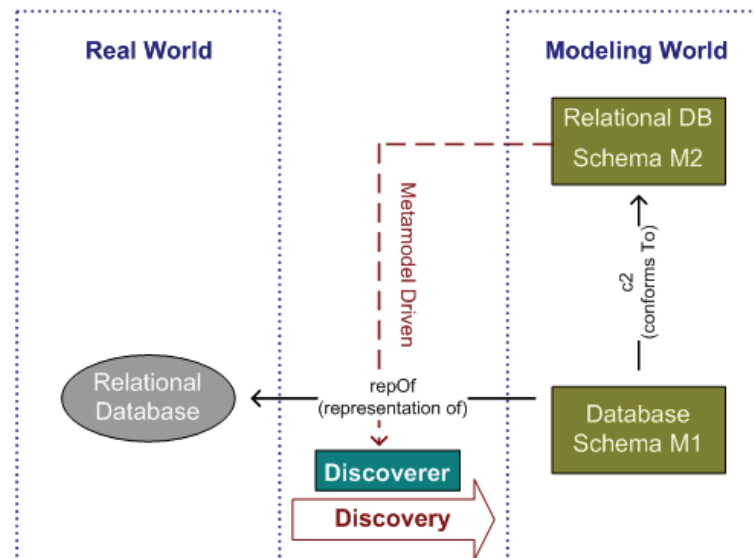 Real World
Modeling World
Relational DB
Schema M2
Metamodel Driven
c2
(conforms To)
Relational
Database
repOf
(representation of)
Database
Schema M1
Discoverer
Discovery